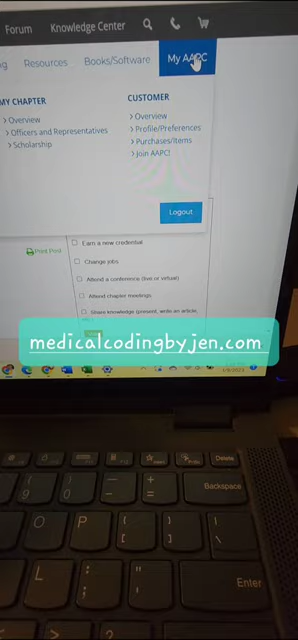 Forum Knowledge Center
Resources Books/Software My AAPC
MY CHAPTER
Overview
Officers and Representatives
Scholarship
CUSTOMER
Overview
Profile/Preferences
Purchases/Items
Join AAPC!
Logout
Print Post
Earn a new credential
Change jobs
Attend a conference (live or virtual)
Attend chapter meetings
Share knowledge (present, write an article,
medicalcodingbyjen.com
Delete
( ) _ + Backspace
9 0 - =
O P { } |
[ ] \
L : " Enter
; '